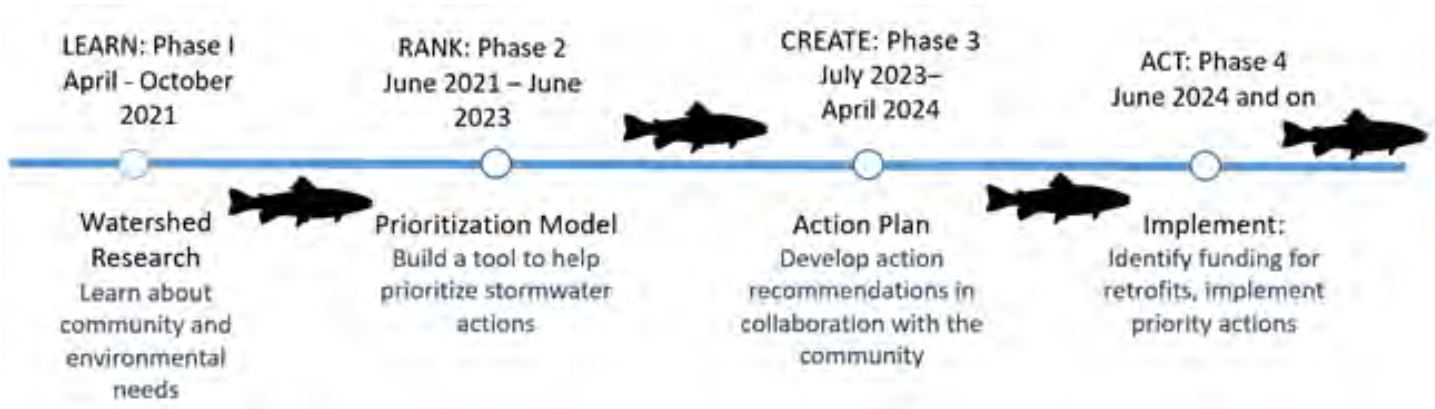 LEARN: Phase I
April - October
2021
RANK: Phase 2
June 2021 – June
2023
CREATE: Phase 3
July 2023–
April 2024
ACT: Phase 4
June 2024 and on
Watershed
Research
Learn about
community and
environmental
needs
Prioritization Model
Build a tool to help
prioritize stormwater
actions
Action Plan
Develop action
recommendations in
collaboration with the
community
Implement:
Identify funding for
retrofits, implement
priority actions